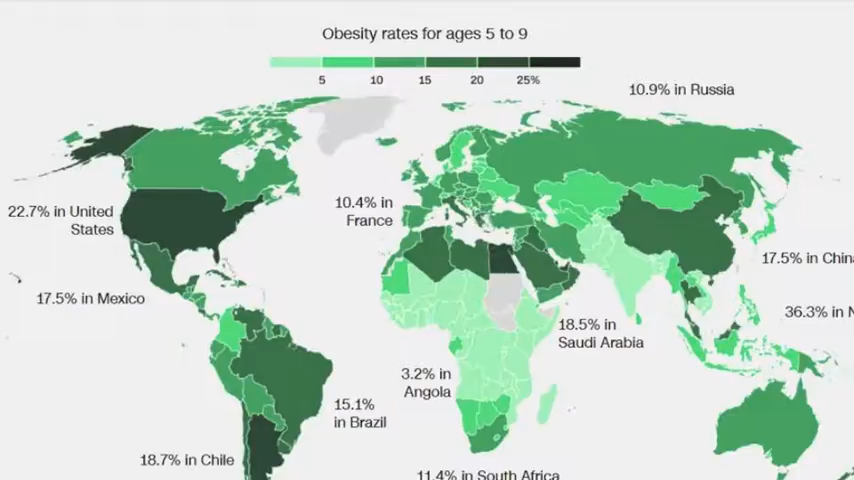 Obesity rates for ages 5 to 9
5 10 15 20 25%
10.9% in Russia
22.7% in United
States
10.4% in
France
17.5% in China
17.5% in Mexico
36.3% in
18.5% in
Saudi Arabia
3.2% in
Angola
15.1%
in Brazil
18.7% in Chile
11.4% in South Africa